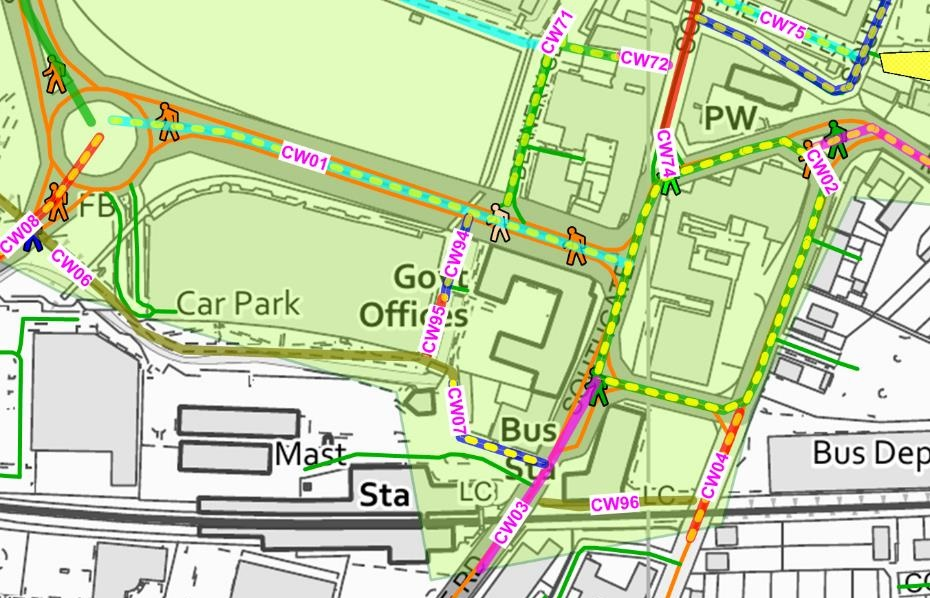 CW71
CW75
CW72
PW
CW01
CW74
CW02
FB
CW08
CW06
CW94
Govt
Offices
Car Park
CW95
CW07
Bus
Sta
Mast
Bus Dep
CW04
Sta
LC
LC
CW96
CW03